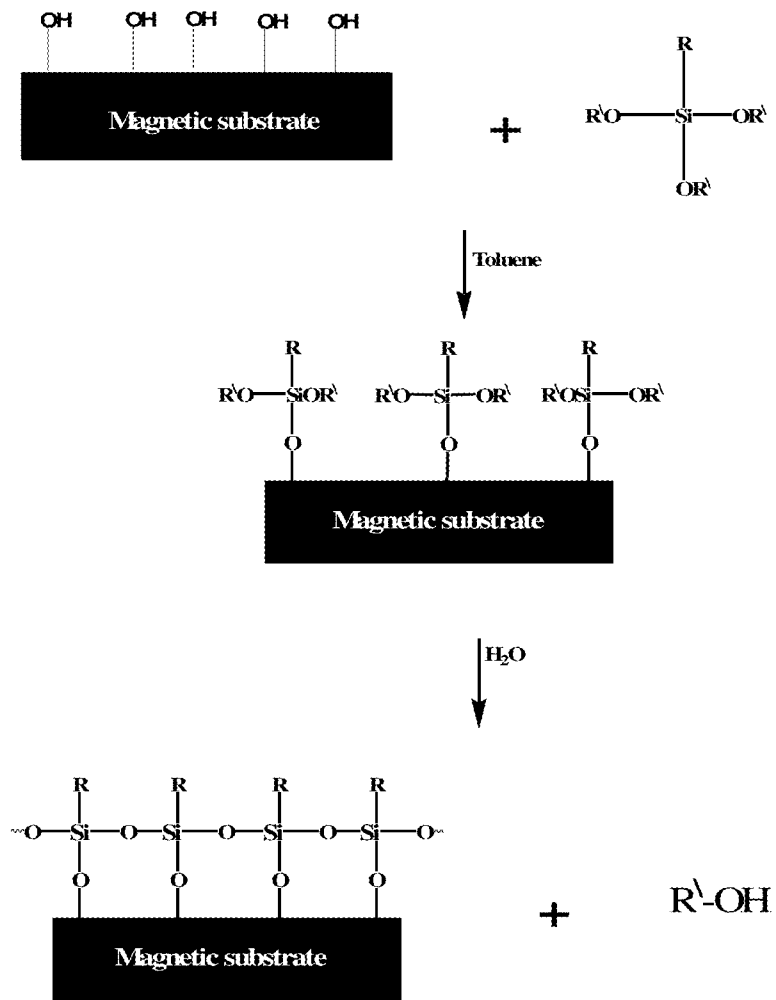 OH OH OH OH OH
Magnetic substrate
+
R
R\O Si OR\
OR\
Toluene
R R R
R\O SiOR\ R\O Si OR\ R\OSi OR\
O O O
Magnetic substrate
H₂O
R R R R
O Si O Si O Si O Si O
O O O O
Magnetic substrate
+
R\-OH